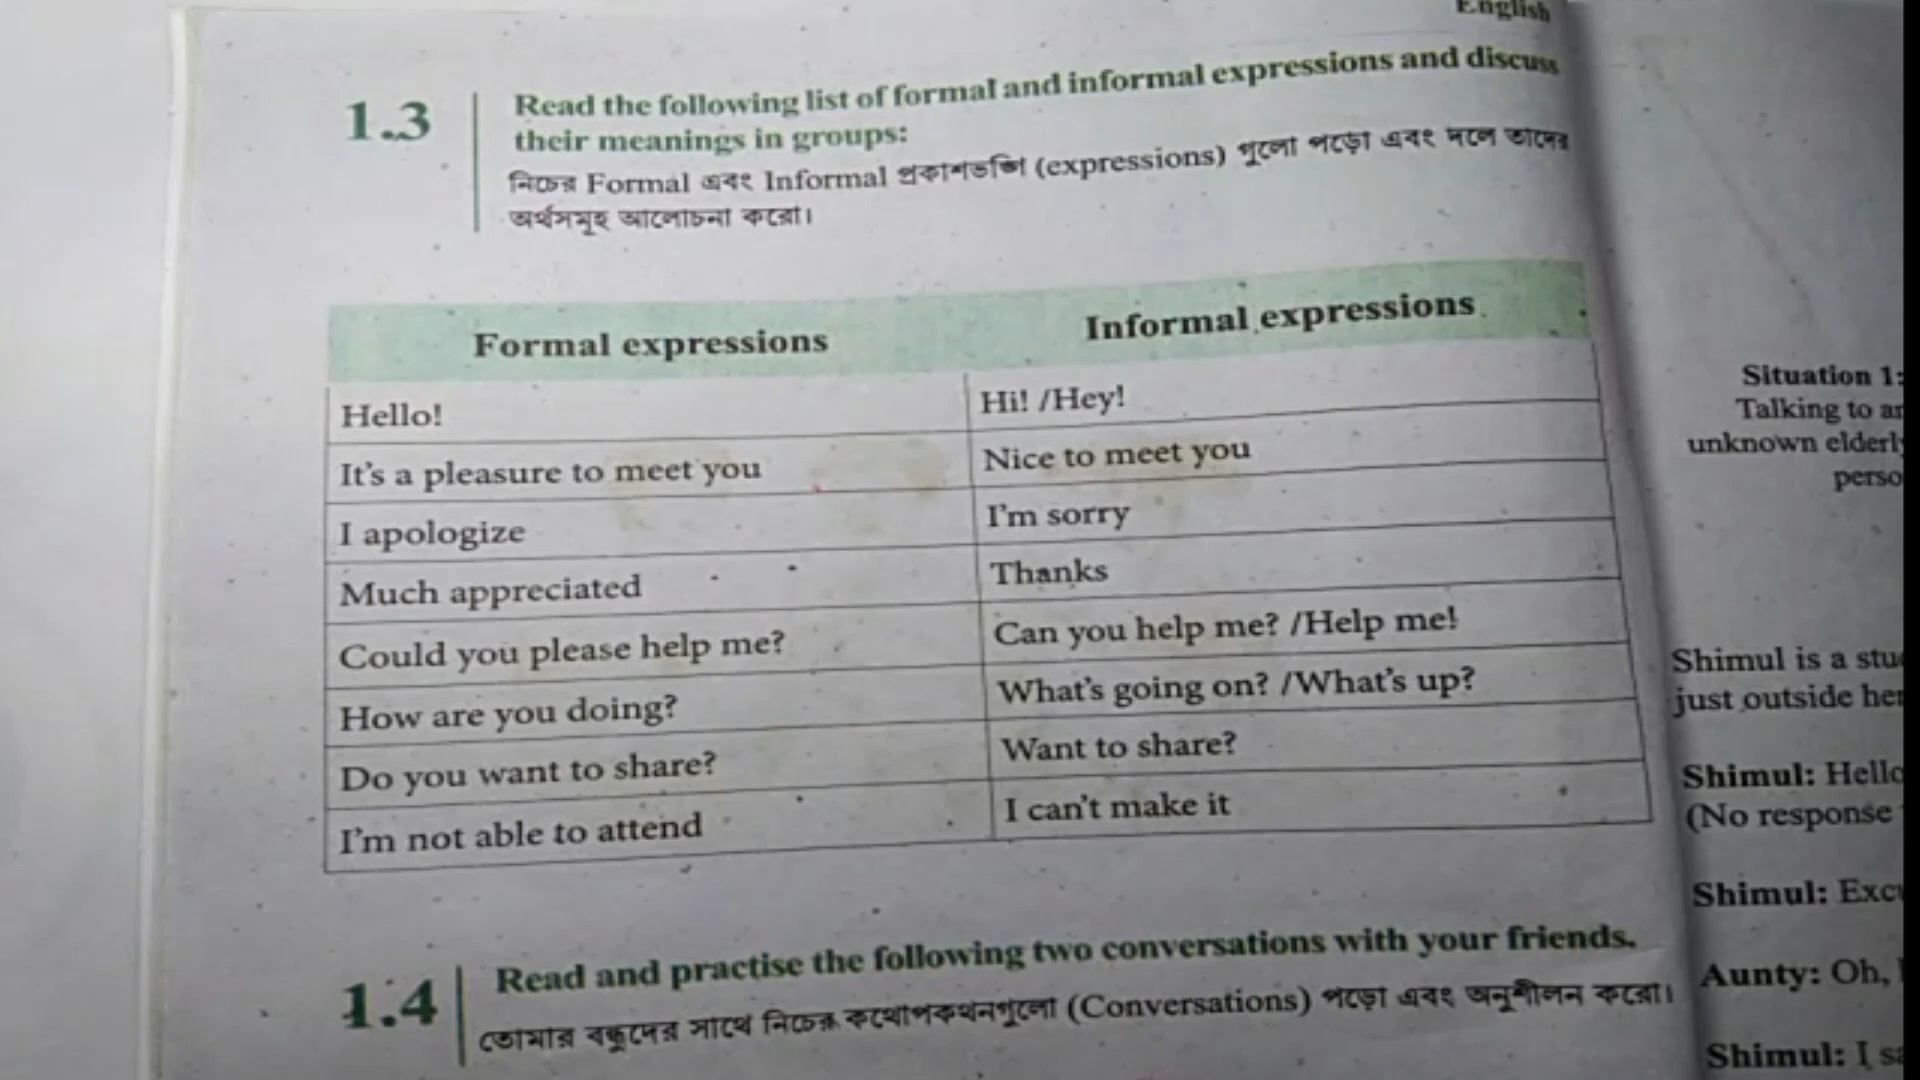 English
1.3
Read the following list of formal and informal expressions and discuss
their meanings in groups:
নিচের Formal এবং Informal প্রকাশভঙ্গি (expressions) গুলো পড়ো এবং দলে তাদের
অর্থসমূহ আলোচনা করো।
Formal expressions Informal expressions
Hello! Hi! /Hey!
It's a pleasure to meet you Nice to meet you
I apologize I'm sorry
Much appreciated Thanks
Could you please help me? Can you help me? /Help me!
How are you doing? What's going on? /What's up?
Do you want to share? Want to share?
I'm not able to attend I can't make it
1.4
Read and practise the following two conversations with your friends.
তোমার বন্ধুদের সাথে নিচের কথোপকথনগুলো (Conversations) পড়ো এবং অনুশীলন করো।
Situation 1:
Talking to
unknown
Shimul is a
just outside
Shimul:
(No response
Shimul:
Aunty: Oh,
Shimul: I